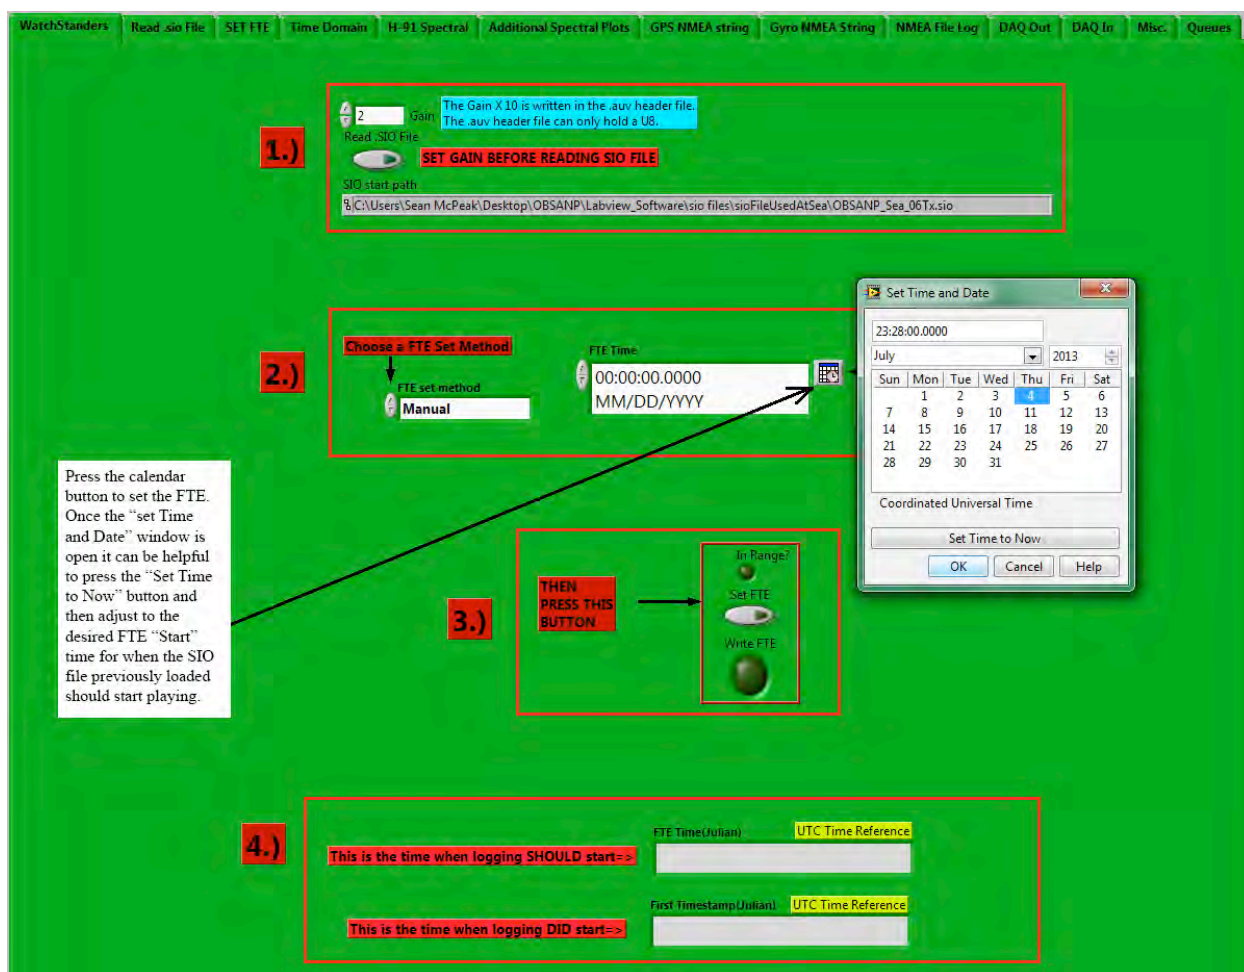 WatchStanders Read .sio File SET FTE Time Domain H-91 Spectral Additional Spectral Plots GPS NMEA string Gyro NMEA String NMEA File Log DAQ Out DAQ In Misc. Queues
1.)
2 Gain
The Gain X 10 is written in the .auv header file.
The .auv header file can only hold a U8.
Read .SIO File
SET GAIN BEFORE READING SIO FILE
SIO start path
C:\Users\Sean McPeak\Desktop\OBSANP\Labview_Software\sio files\sioFileUsedAtSea\OBSANP_Sea_06Tx.sio
2.)
Choose a FTE Set Method
FTE set method
Manual
FTE Time
00:00:00.0000
MM/DD/YYYY
Set Time and Date
23:28:00.0000
July 2013
Sun Mon Tue Wed Thu Fri Sat
1 2 3 4 5 6
7 8 9 10 11 12 13
14 15 16 17 18 19 20
21 22 23 24 25 26 27
28 29 30 31
Coordinated Universal Time
Set Time to Now
OK Cancel Help
Press the calendar
button to set the FTE.
Once the “set Time
and Date” window is
open it can be helpful
to press the “Set Time
to Now” button and
then adjust to the
desired FTE “Start”
time for when the SIO
file previously loaded
should start playing.
3.)
THEN
PRESS THIS
BUTTON
In Range?
Set FTE
Write FTE
4.)
FTE Time(Julian) UTC Time Reference
This is the time when logging SHOULD start=>
First Timestamp(Julian) UTC Time Reference
This is the time when logging DID start=>